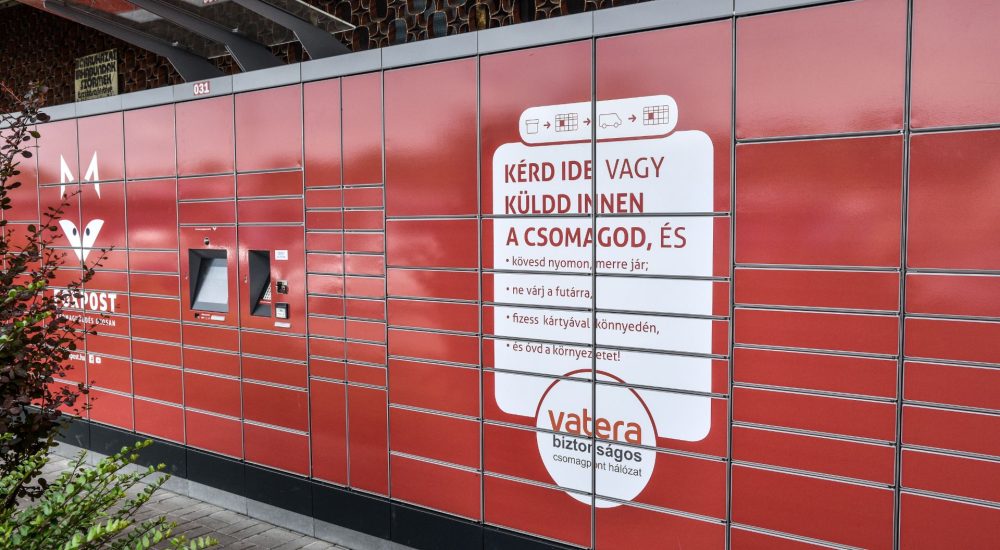 031
KÉRD IDE VAGY
KÜLDD INNEN
A CSOMAGOD, ÉS
• kövesd nyomon, merre jár;
• ne várj a futárra,
• fizess kártyával könnyedén,
• és óvd a környezetet!
vatera
biztonságos
csomagpont hálózat
FOXPOST